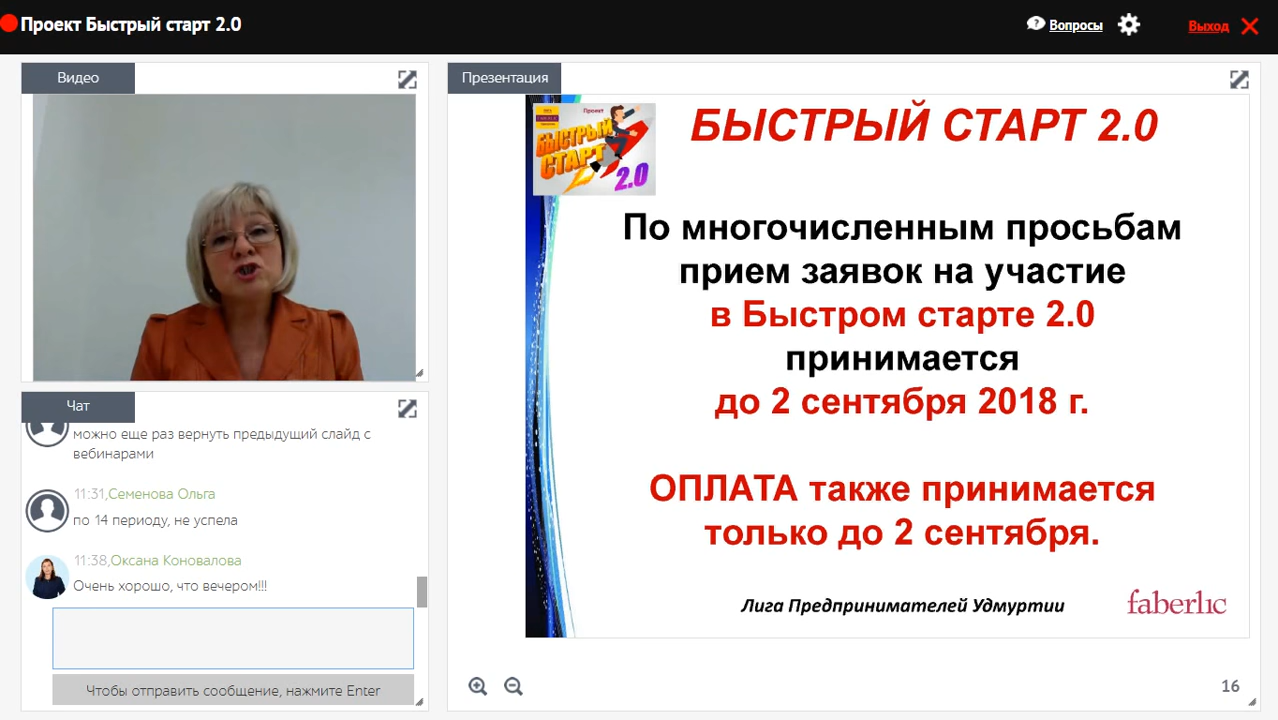 Проект Быстрый старт 2.0
Вопросы
Выход
Видео
Презентация
Проект
БЫСТРЫЙ
СТАРТ
2.0
БЫСТРЫЙ СТАРТ 2.0
По многочисленным просьбам
прием заявок на участие
в Быстром старте 2.0
принимается
до 2 сентября 2018 г.
ОПЛАТА также принимается
только до 2 сентября.
Лига Предпринимателей Удмуртии
faberlic
16
Чат
можно еще раз вернуть предыдущий слайд с
вебинарами
11:31,Семенова Ольга
по 14 периоду, не успела
11:38,Оксана Коновалова
Очень хорошо, что вечером!!!
Чтобы отправить сообщение, нажмите Enter